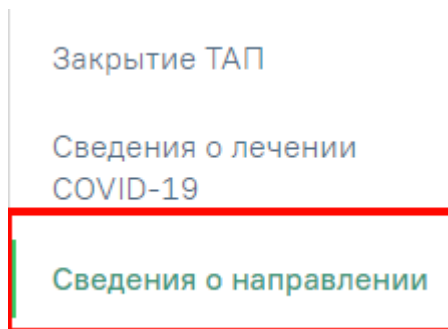 Закрытие ТАП
Сведения о лечении
COVID-19
Сведения о направлении